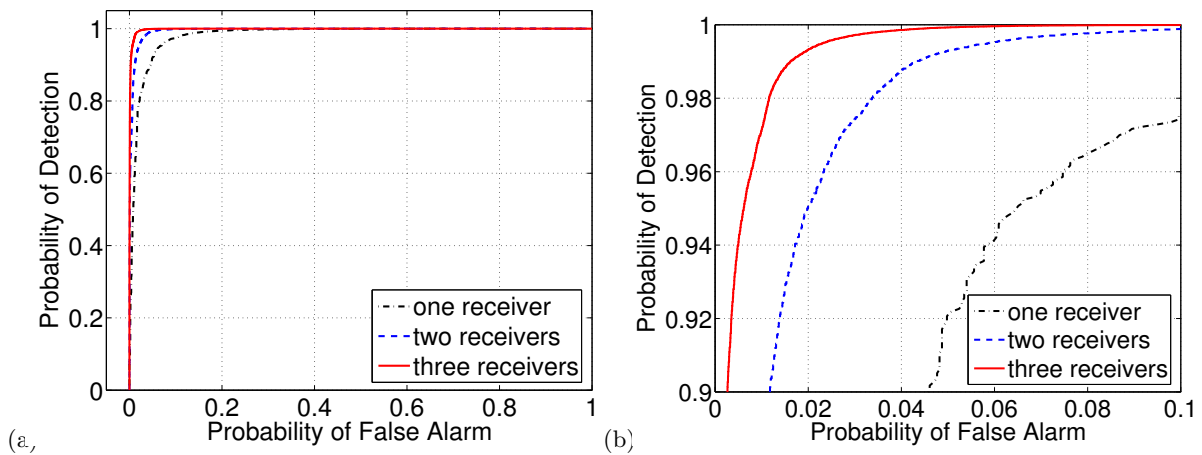 1
0.8
0.6
0.4
0.2
0
Probability of Detection
one receiver
two receivers
three receivers
0 0.2 0.4 0.6 0.8 1
Probability of False Alarm
(a)
1
0.98
0.96
0.94
0.92
0.9
Probability of Detection
one receiver
two receivers
three receivers
0 0.02 0.04 0.06 0.08 0.1
Probability of False Alarm
(b)